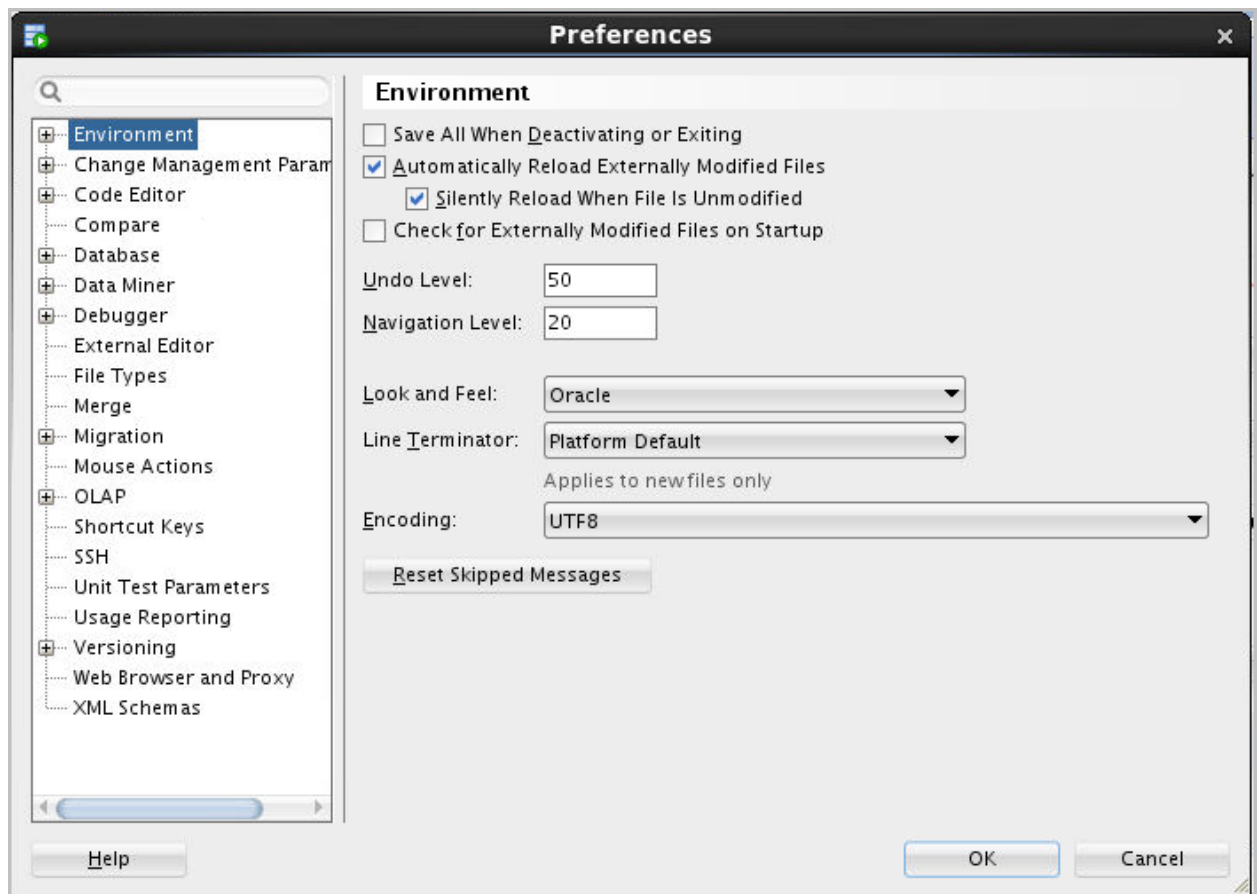 Preferences
Environment
Change Management Param
Code Editor
Compare
Database
Data Miner
Debugger
External Editor
File Types
Merge
Migration
Mouse Actions
OLAP
Shortcut Keys
SSH
Unit Test Parameters
Usage Reporting
Versioning
Web Browser and Proxy
XML Schemas
Environment
Save All When Deactivating or Exiting
Automatically Reload Externally Modified Files
Silently Reload When File Is Unmodified
Check for Externally Modified Files on Startup
Undo Level: 50
Navigation Level: 20
Look and Feel: Oracle
Line Terminator: Platform Default
Applies to new files only
Encoding: UTF8
Reset Skipped Messages
Help
OK
Cancel